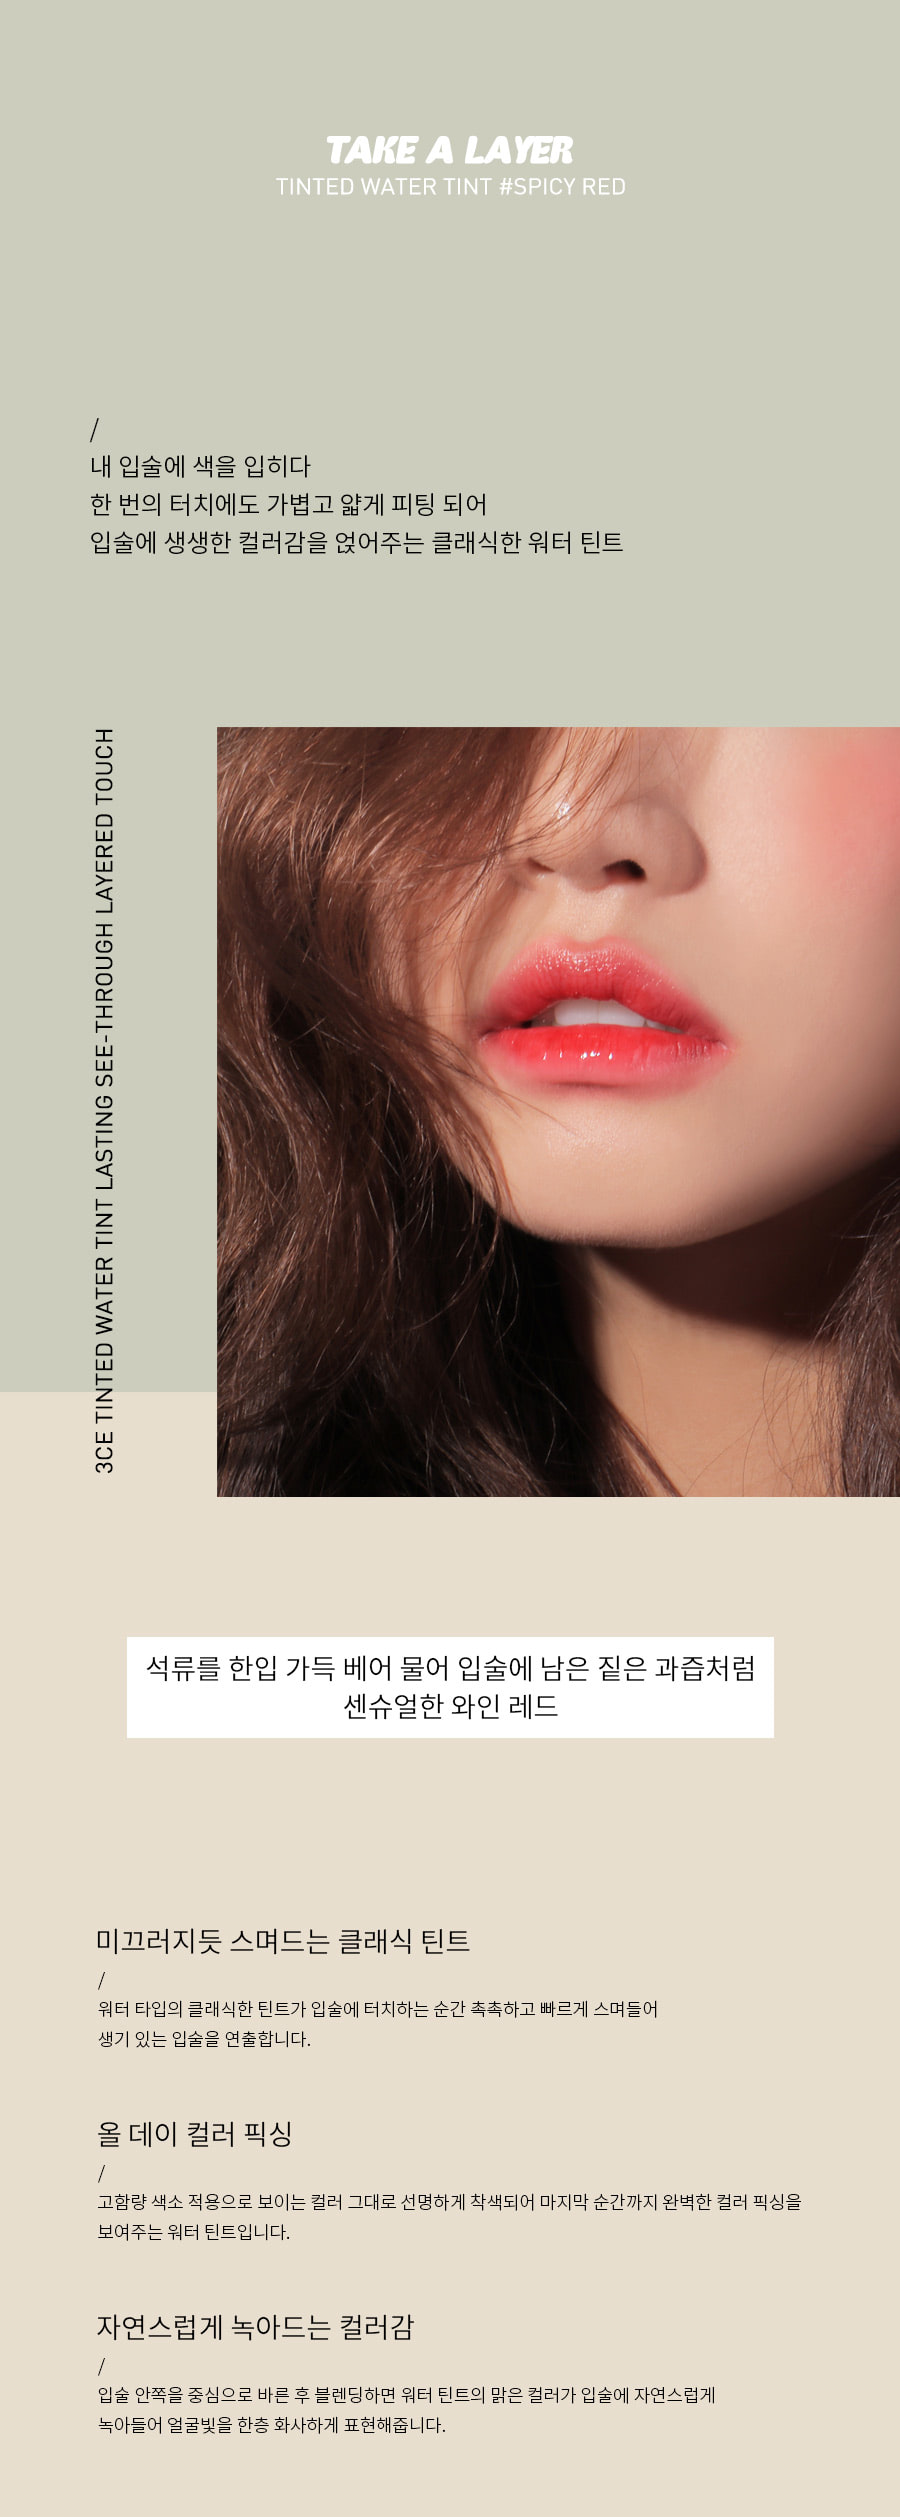 TAKE A LAYER
TINTED WATER TINT #SPICY RED
/
내 입술에 색을 입히다
한 번의 터치에도 가볍고 얇게 피팅 되어
입술에 생생한 컬러감을 얹어주는 클래식한 워터 틴트
3CE TINTED WATER TINT LASTING SEE-THROUGH LAYERED TOUCH
석류를 한입 가득 베어 물어 입술에 남은 짙은 과즙처럼
센슈얼한 와인 레드
미끄러지듯 스며드는 클래식 틴트
/
워터 타입의 클래식한 틴트가 입술에 터치하는 순간 촉촉하고 빠르게 스며들어
생기 있는 입술을 연출합니다.
올 데이 컬러 픽싱
/
고함량 색소 적용으로 보이는 컬러 그대로 선명하게 착색되어 마지막 순간까지 완벽한 컬러 픽싱을
보여주는 워터 틴트입니다.
자연스럽게 녹아드는 컬러감
/
입술 안쪽을 중심으로 바른 후 블렌딩하면 워터 틴트의 맑은 컬러가 입술에 자연스럽게
녹아들어 얼굴빛을 한층 화사하게 표현해줍니다.